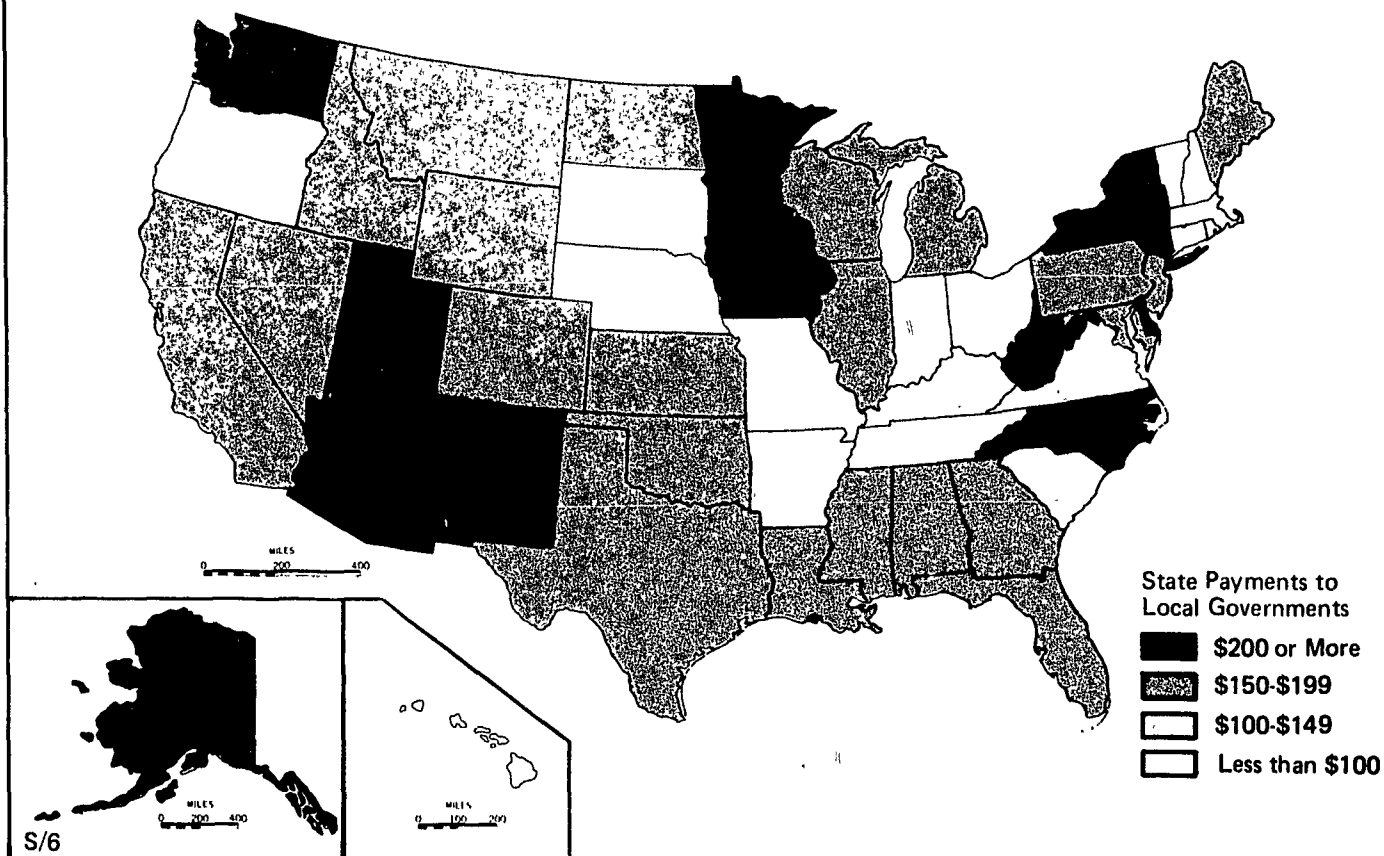 MILES
0 200 400
State Payments to
Local Governments
$200 or More
$150-$199
$100-$149
Less than $100
MILES
0 200 400
S/6
MILES
0 100 200